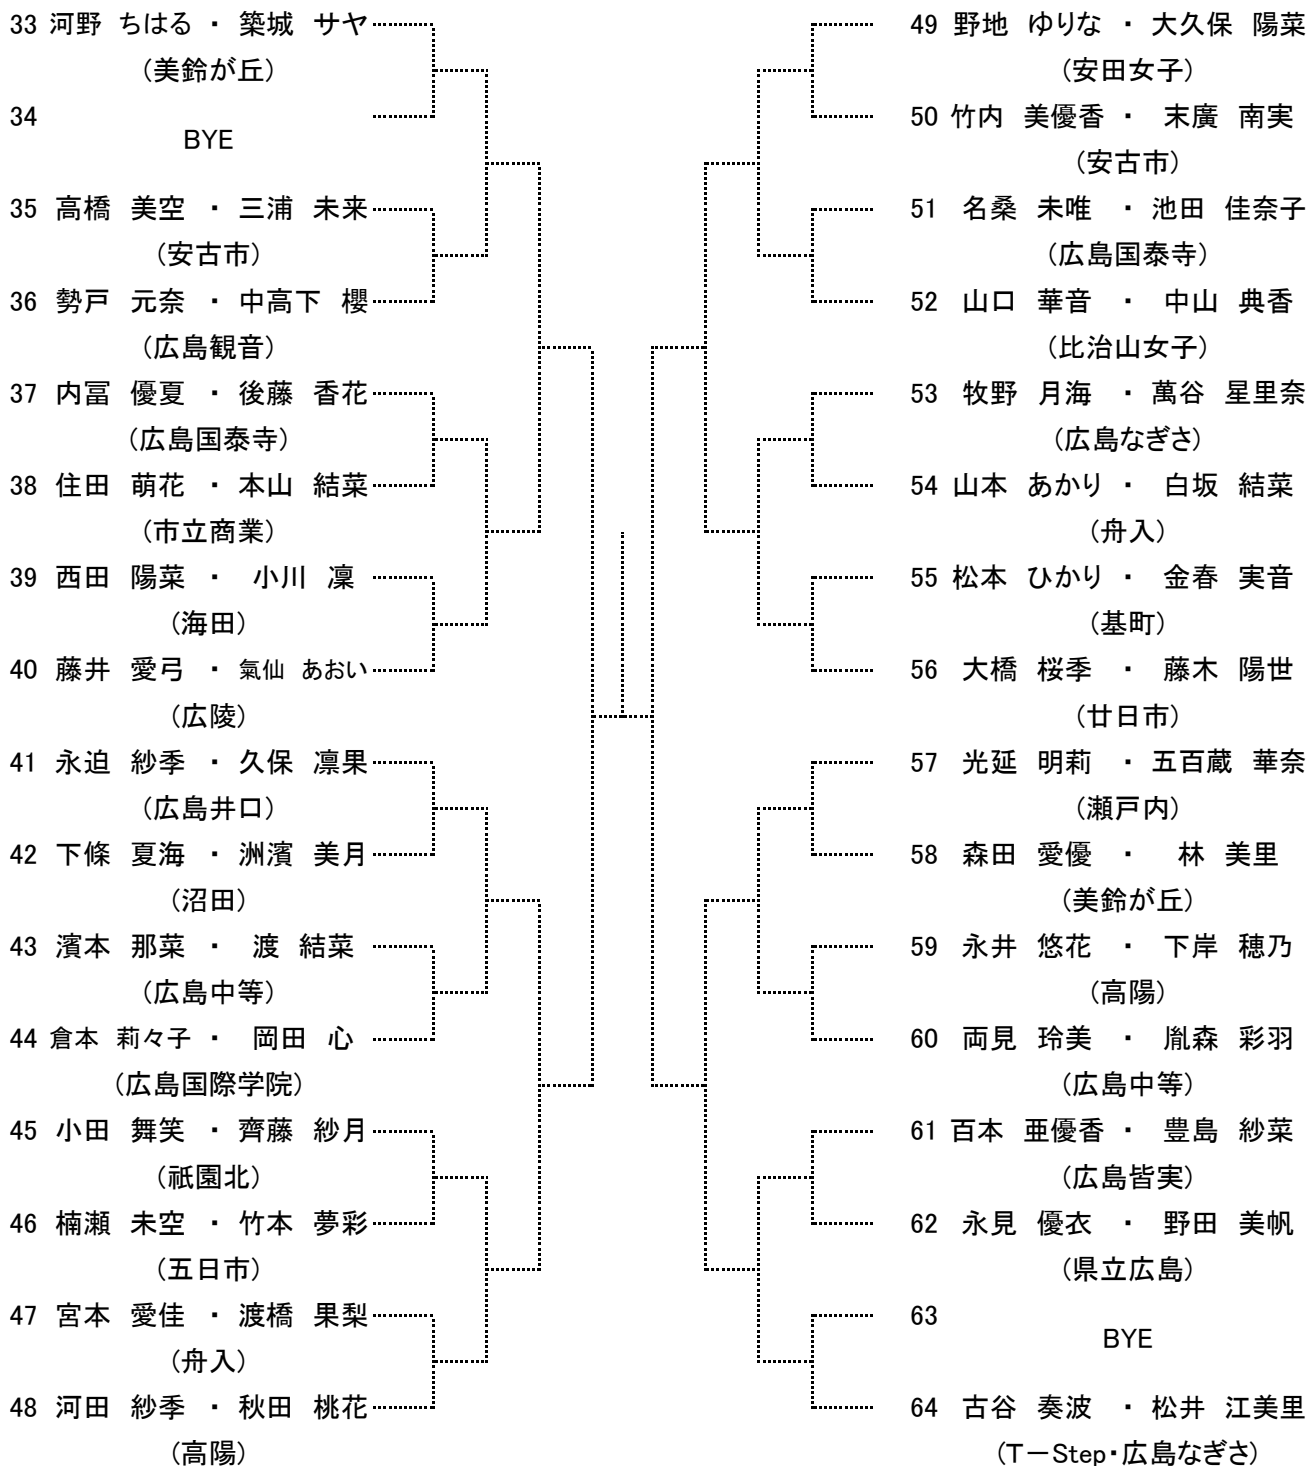 33 河野 ちはる ・ 築城 サヤ
(美鈴が丘)
34
BYE
35 高橋 美空 ・ 三浦 未来
(安古市)
36 勢戸 元奈 ・ 中高下 櫻
(広島観音)
37 内冨 優夏 ・ 後藤 香花
(広島国泰寺)
38 住田 萌花 ・ 本山 結菜
(市立商業)
39 西田 陽菜 ・ 小川 凜
(海田)
40 藤井 愛弓 ・ 氣仙 あおい
(広陵)
41 永迫 紗季 ・ 久保 凛果
(広島井口)
42 下條 夏海 ・ 洲濱 美月
(沼田)
43 濱本 那菜 ・ 渡 結菜
(広島中等)
44 倉本 莉々子 ・ 岡田 心
(広島国際学院)
45 小田 舞笑 ・ 齊藤 紗月
(祇園北)
46 楠瀬 未空 ・ 竹本 夢彩
(五日市)
47 宮本 愛佳 ・ 渡橋 果梨
(舟入)
48 河田 紗季 ・ 秋田 桃花
(高陽)
49 野地 ゆりな ・ 大久保 陽菜
(安田女子)
50 竹内 美優香 ・ 末廣 南実
(安古市)
51 名桑 未唯 ・ 池田 佳奈子
(広島国泰寺)
52 山口 華音 ・ 中山 典香
(比治山女子)
53 牧野 月海 ・ 萬谷 星里奈
(広島なぎさ)
54 山本 あかり ・ 白坂 結菜
(舟入)
55 松本 ひかり ・ 金春 実音
(基町)
56 大橋 桜季 ・ 藤木 陽世
(廿日市)
57 光延 明莉 ・ 五百蔵 華奈
(瀬戸内)
58 森田 愛優 ・ 林 美里
(美鈴が丘)
59 永井 悠花 ・ 下岸 穂乃
(高陽)
60 両見 玲美 ・ 胤森 彩羽
(広島中等)
61 百本 亜優香 ・ 豊島 紗菜
(広島皆実)
62 永見 優衣 ・ 野田 美帆
(県立広島)
63
BYE
64 古谷 奏波 ・ 松井 江美里
(T－Step・広島なぎさ)